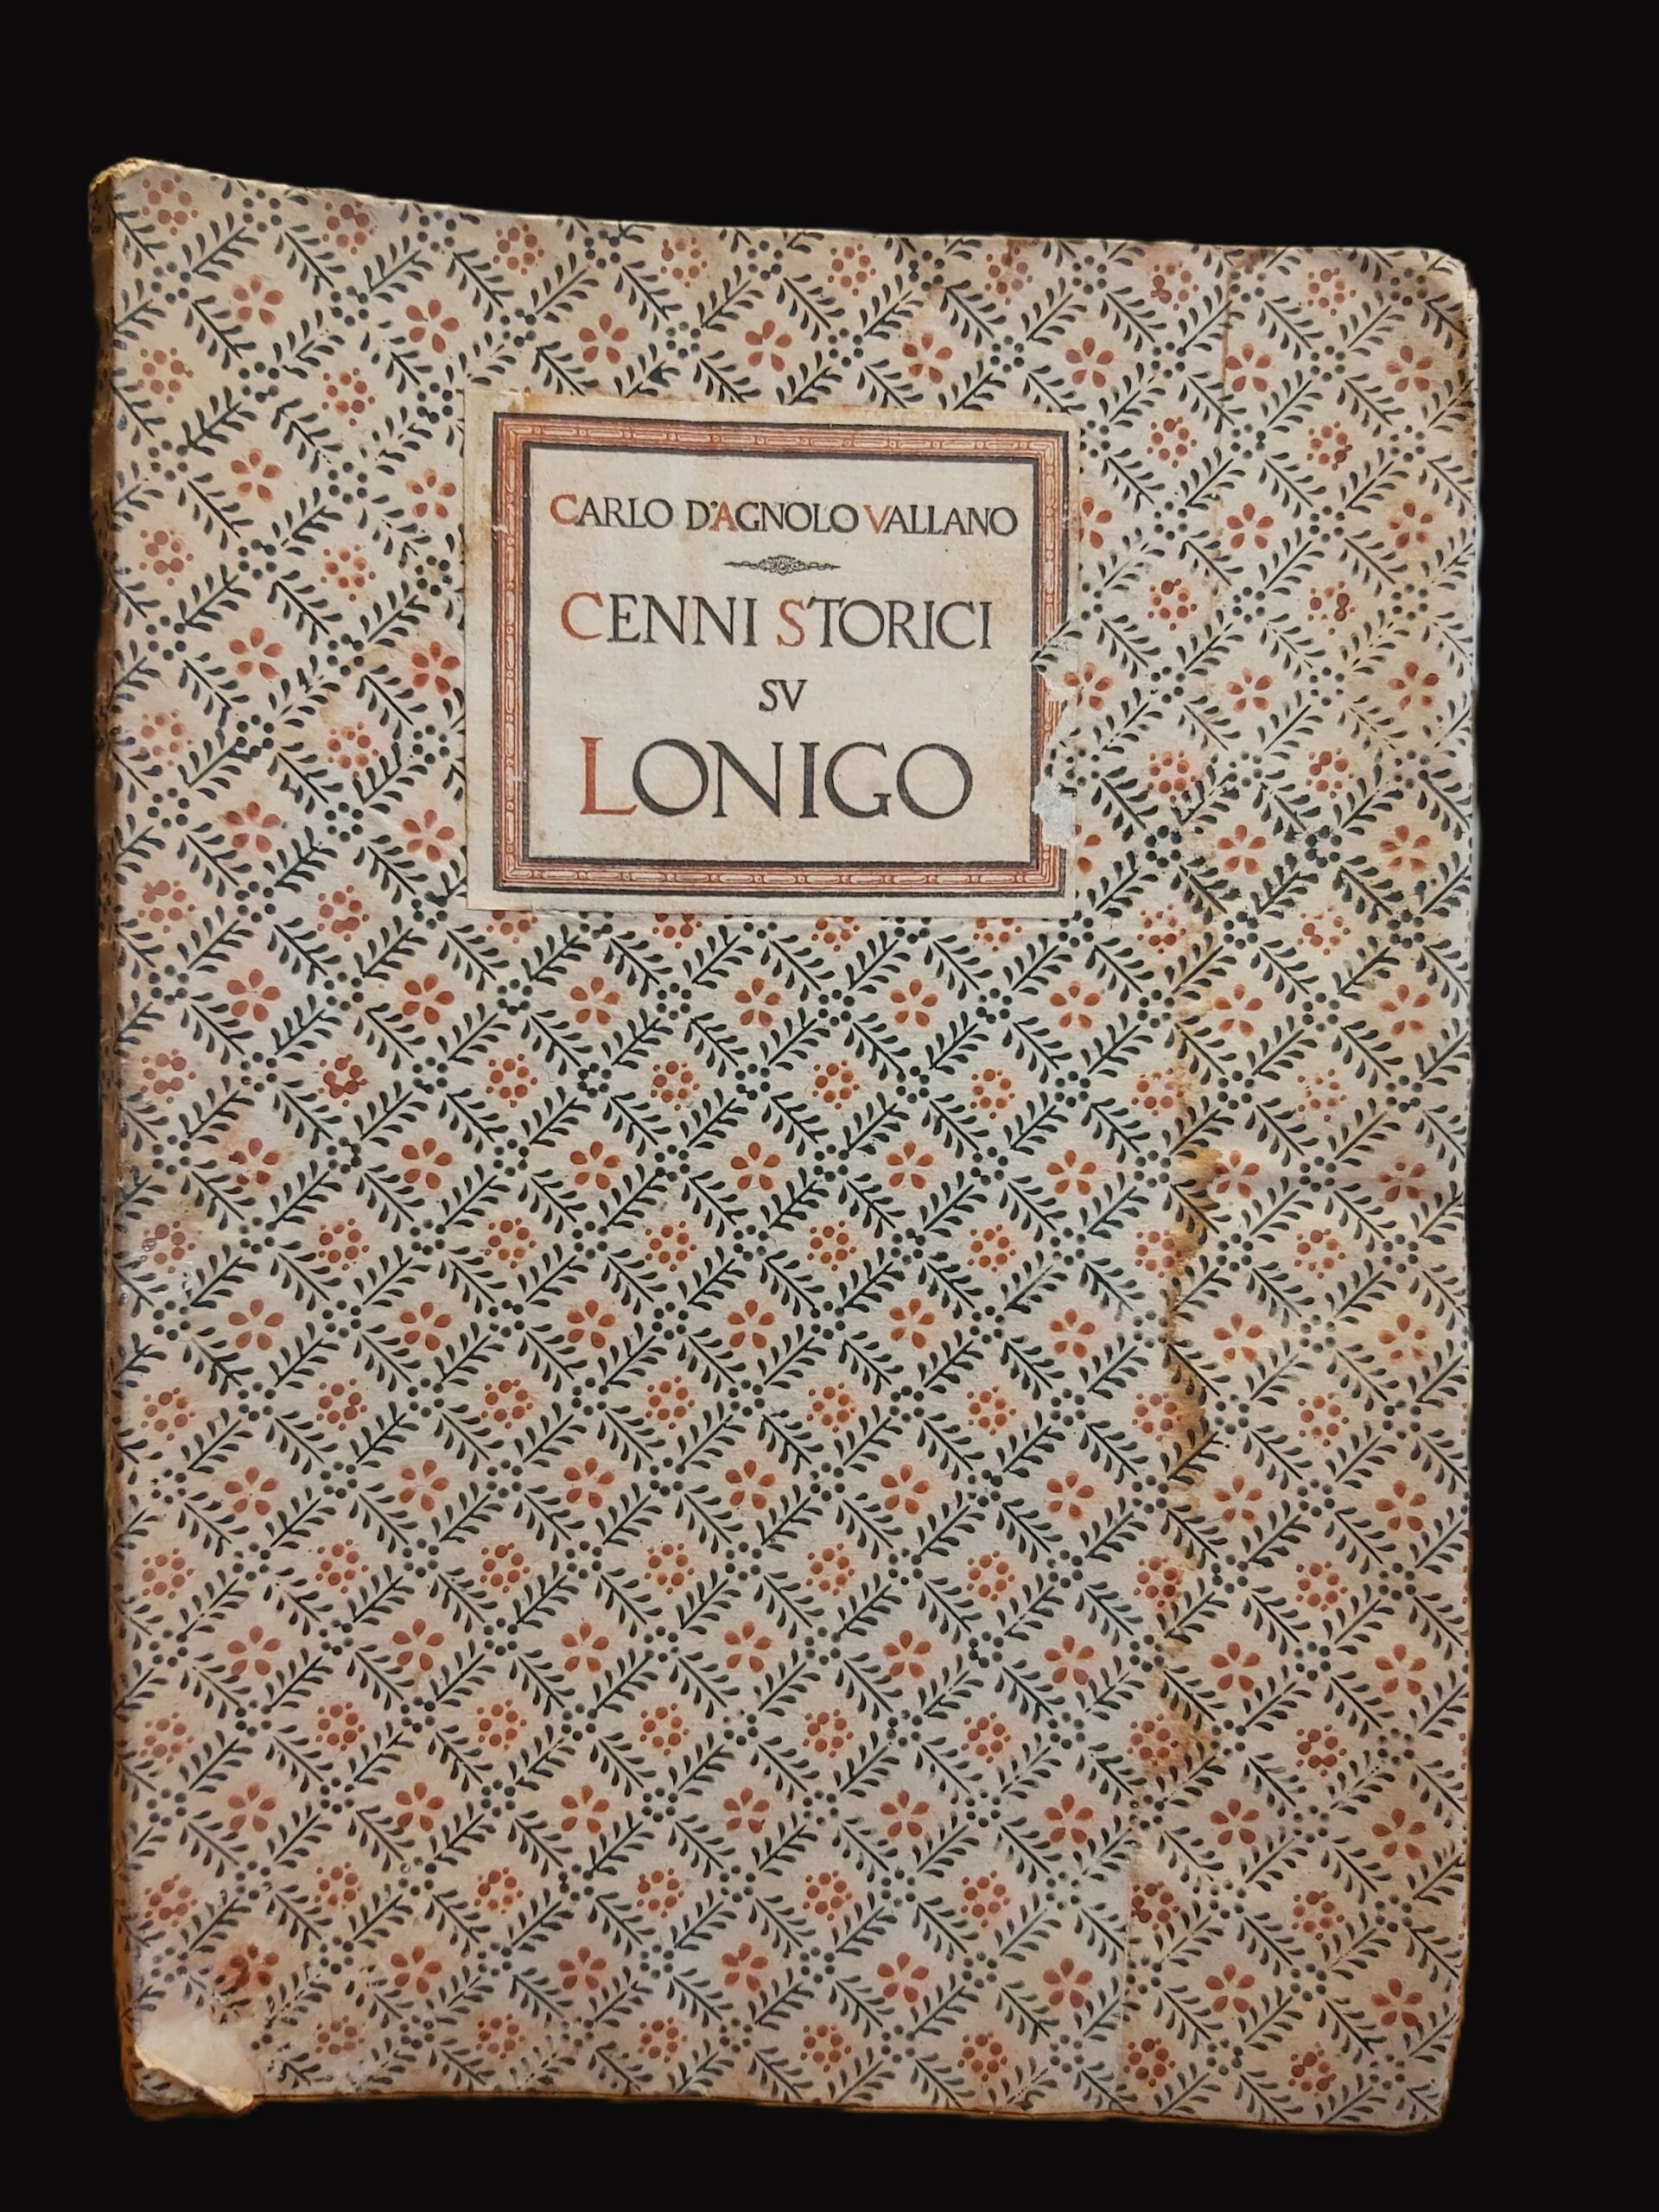 CARLO D'AGNOLO VALLANO
CENNI STORICI
SV
LONIGO